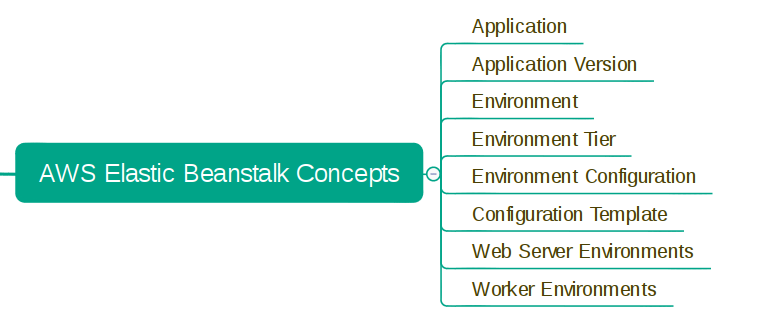 Application
Application Version
Environment
Environment Tier
AWS Elastic Beanstalk Concepts
Environment Configuration
Configuration Template
Web Server Environments
Worker Environments